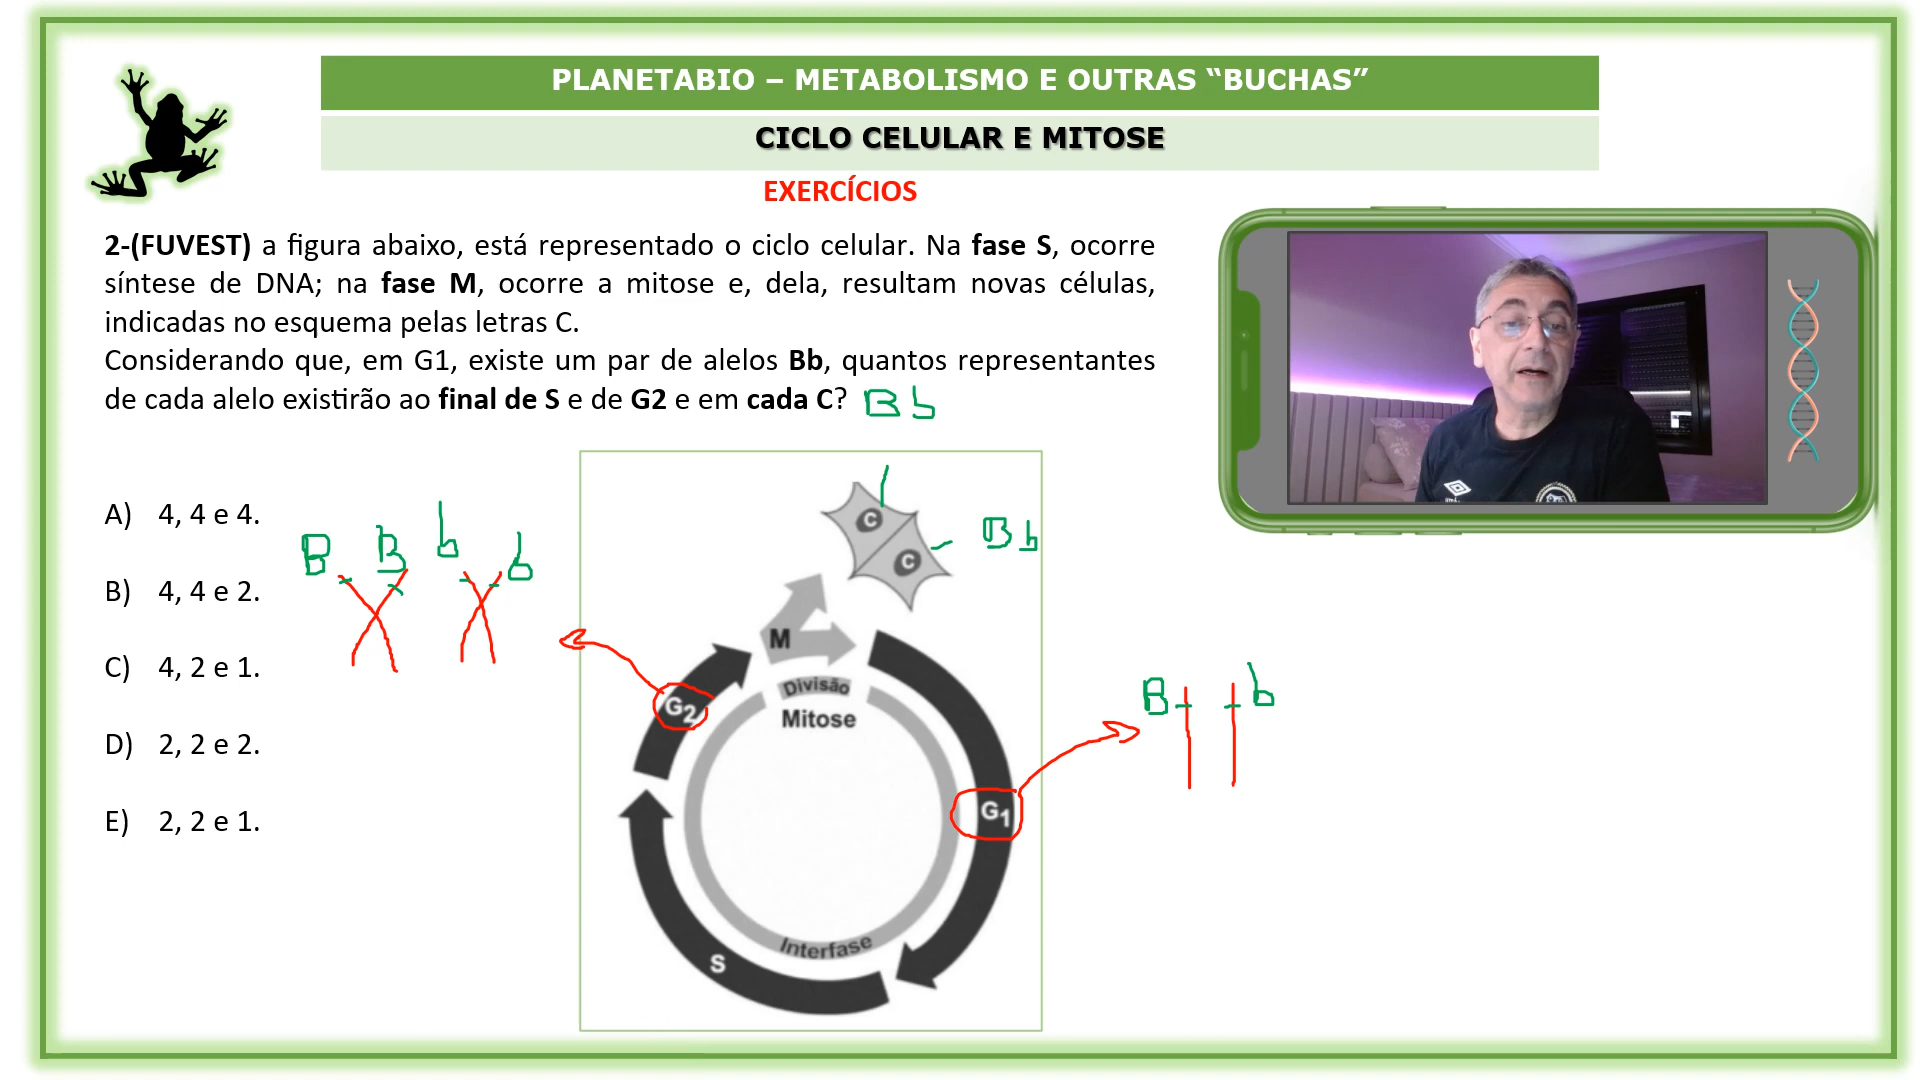 PLANETABIO – METABOLISMO E OUTRAS “BUCHAS”
CICLO CELULAR E MITOSE
EXERCÍCIOS
2-(FUVEST) a figura abaixo, está representado o ciclo celular. Na fase S, ocorre
síntese de DNA; na fase M, ocorre a mitose e, dela, resultam novas células,
indicadas no esquema pelas letras C.
Considerando que, em G1, existe um par de alelos Bb, quantos representantes
de cada alelo existirão ao final de S e de G2 e em cada C? B b
A) 4, 4 e 4.
B) 4, 4 e 2.
C) 4, 2 e 1.
D) 2, 2 e 2.
E) 2, 2 e 1.
B B b b
C
C
B b
M
Divisão
Mitose
G2
B b
G1
Interfase
S